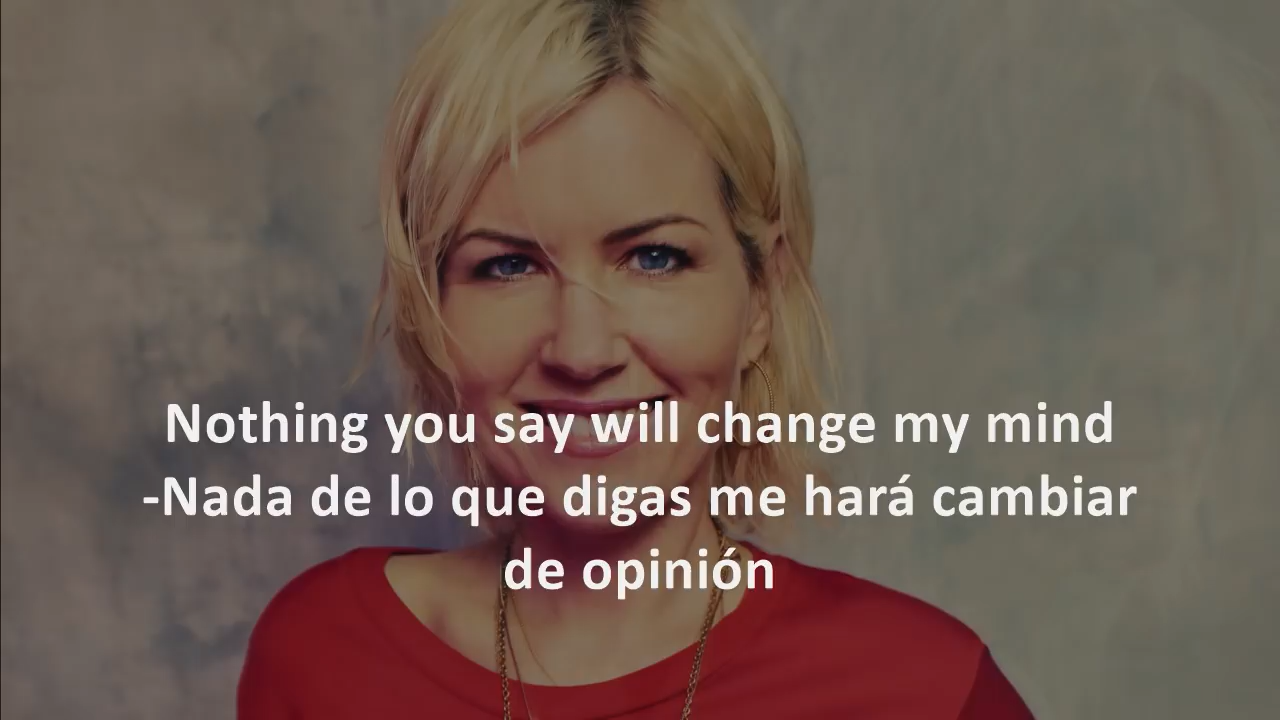 Nothing you say will change my mind
-Nada de lo que digas me hará cambiar
de opinión